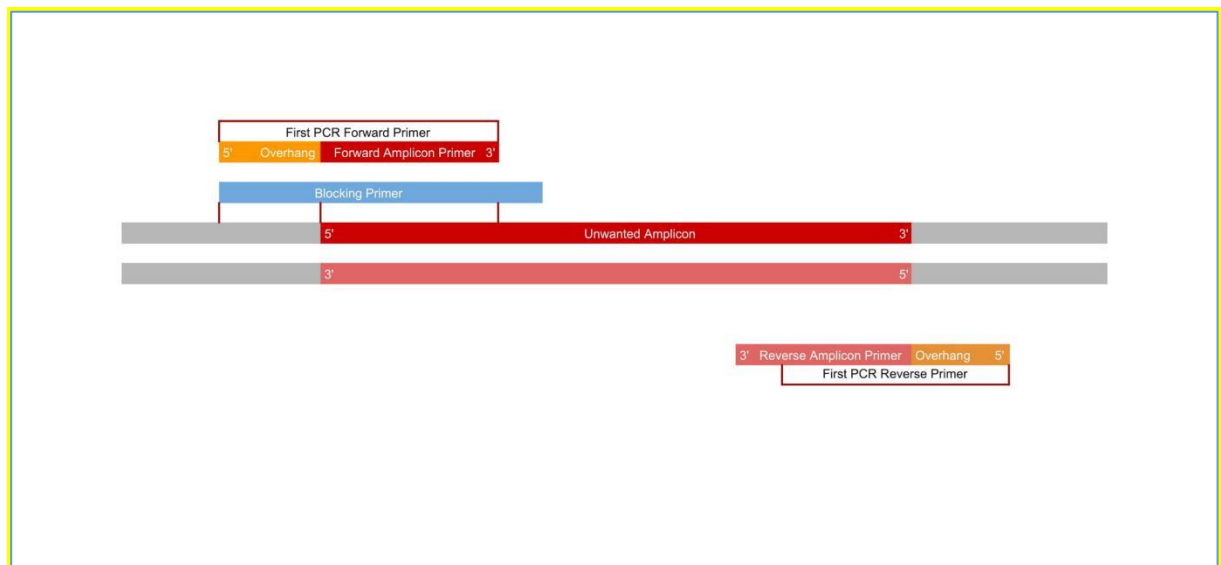 First PCR Forward Primer
5' Overhang Forward Amplicon Primer 3'
Blocking Primer
5' Unwanted Amplicon 3'
3' 5'
3' Reverse Amplicon Primer Overhang 5'
First PCR Reverse Primer